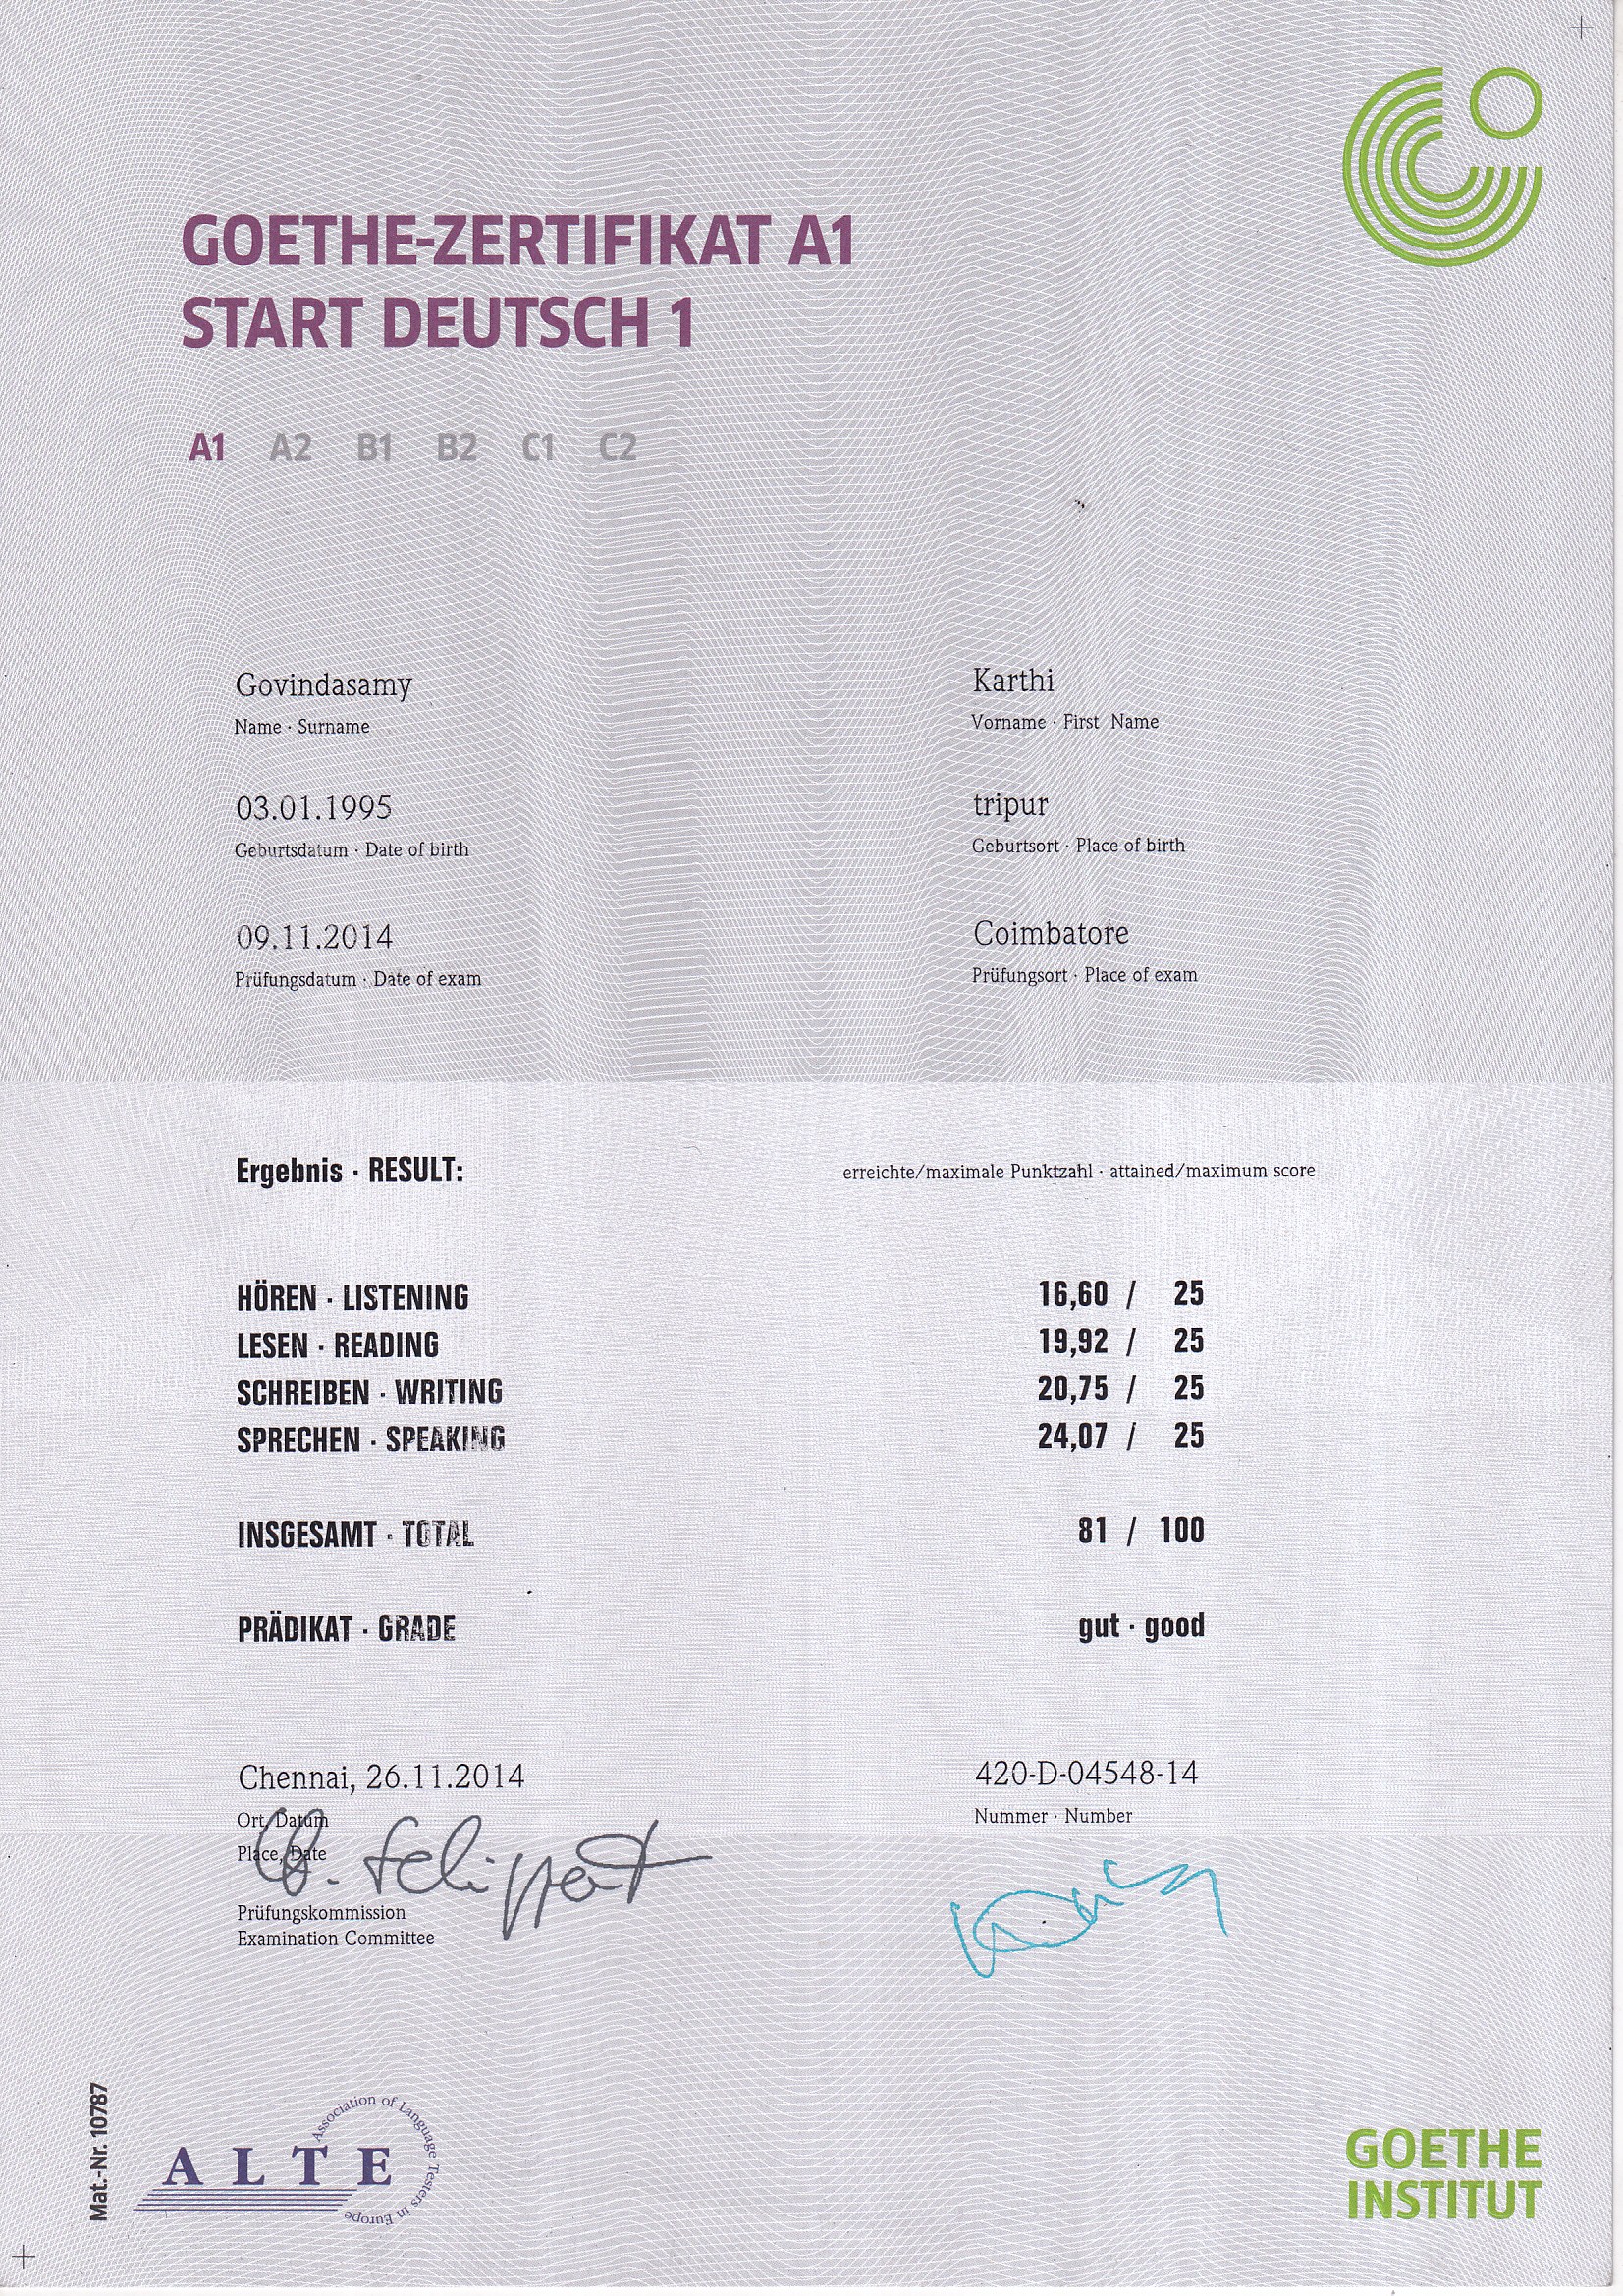 GOETHE-ZERTIFIKAT A1
START DEUTSCH 1
A1 A2 B1 B2 C1 C2
Govindasamy
Name · Surname
Karthi
Vorname · First Name
03.01.1995
Geburtsdatum · Date of birth
tripur
Geburtsort · Place of birth
09.11.2014
Prüfungsdatum · Date of exam
Coimbatore
Prüfungsort · Place of exam
Ergebnis · RESULT: erreichte/maximale Punktzahl · attained/maximum score
HÖREN · LISTENING 16,60 / 25
LESEN · READING 19,92 / 25
SCHREIBEN · WRITING 20,75 / 25
SPRECHEN · SPEAKING 24,07 / 25
INSGESAMT · TOTAL 81 / 100
PRÄDIKAT · GRADE gut · good
Chennai, 26.11.2014
Ort, Datum
Place, Date
420-D-04548-14
Nummer · Number
Prüfungskommission
Examination Committee
Mat.-Nr. 10787
ALTE
Association of Language Testers in Europe
GOETHE
INSTITUT